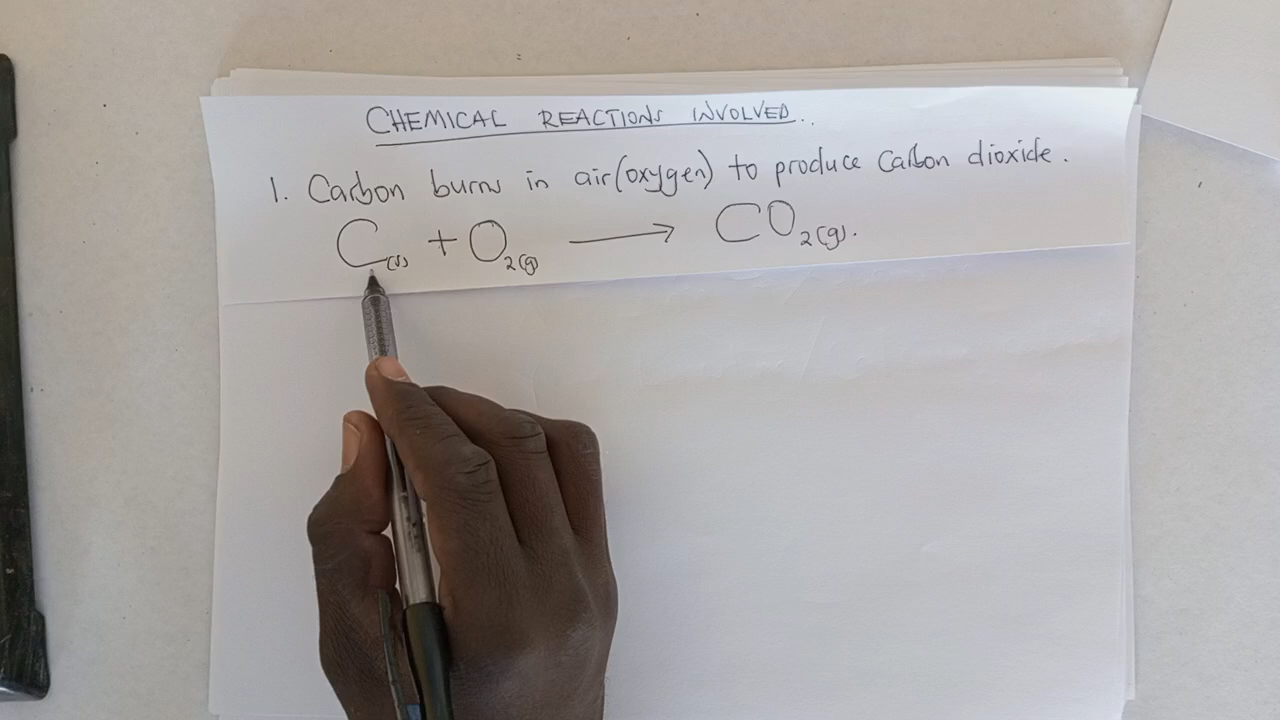 CHEMICAL REACTIONS INVOLVED..
1. Carbon burns in air(oxygen) to produce Carbon dioxide.
C(s) + O2(g) → CO2(g).